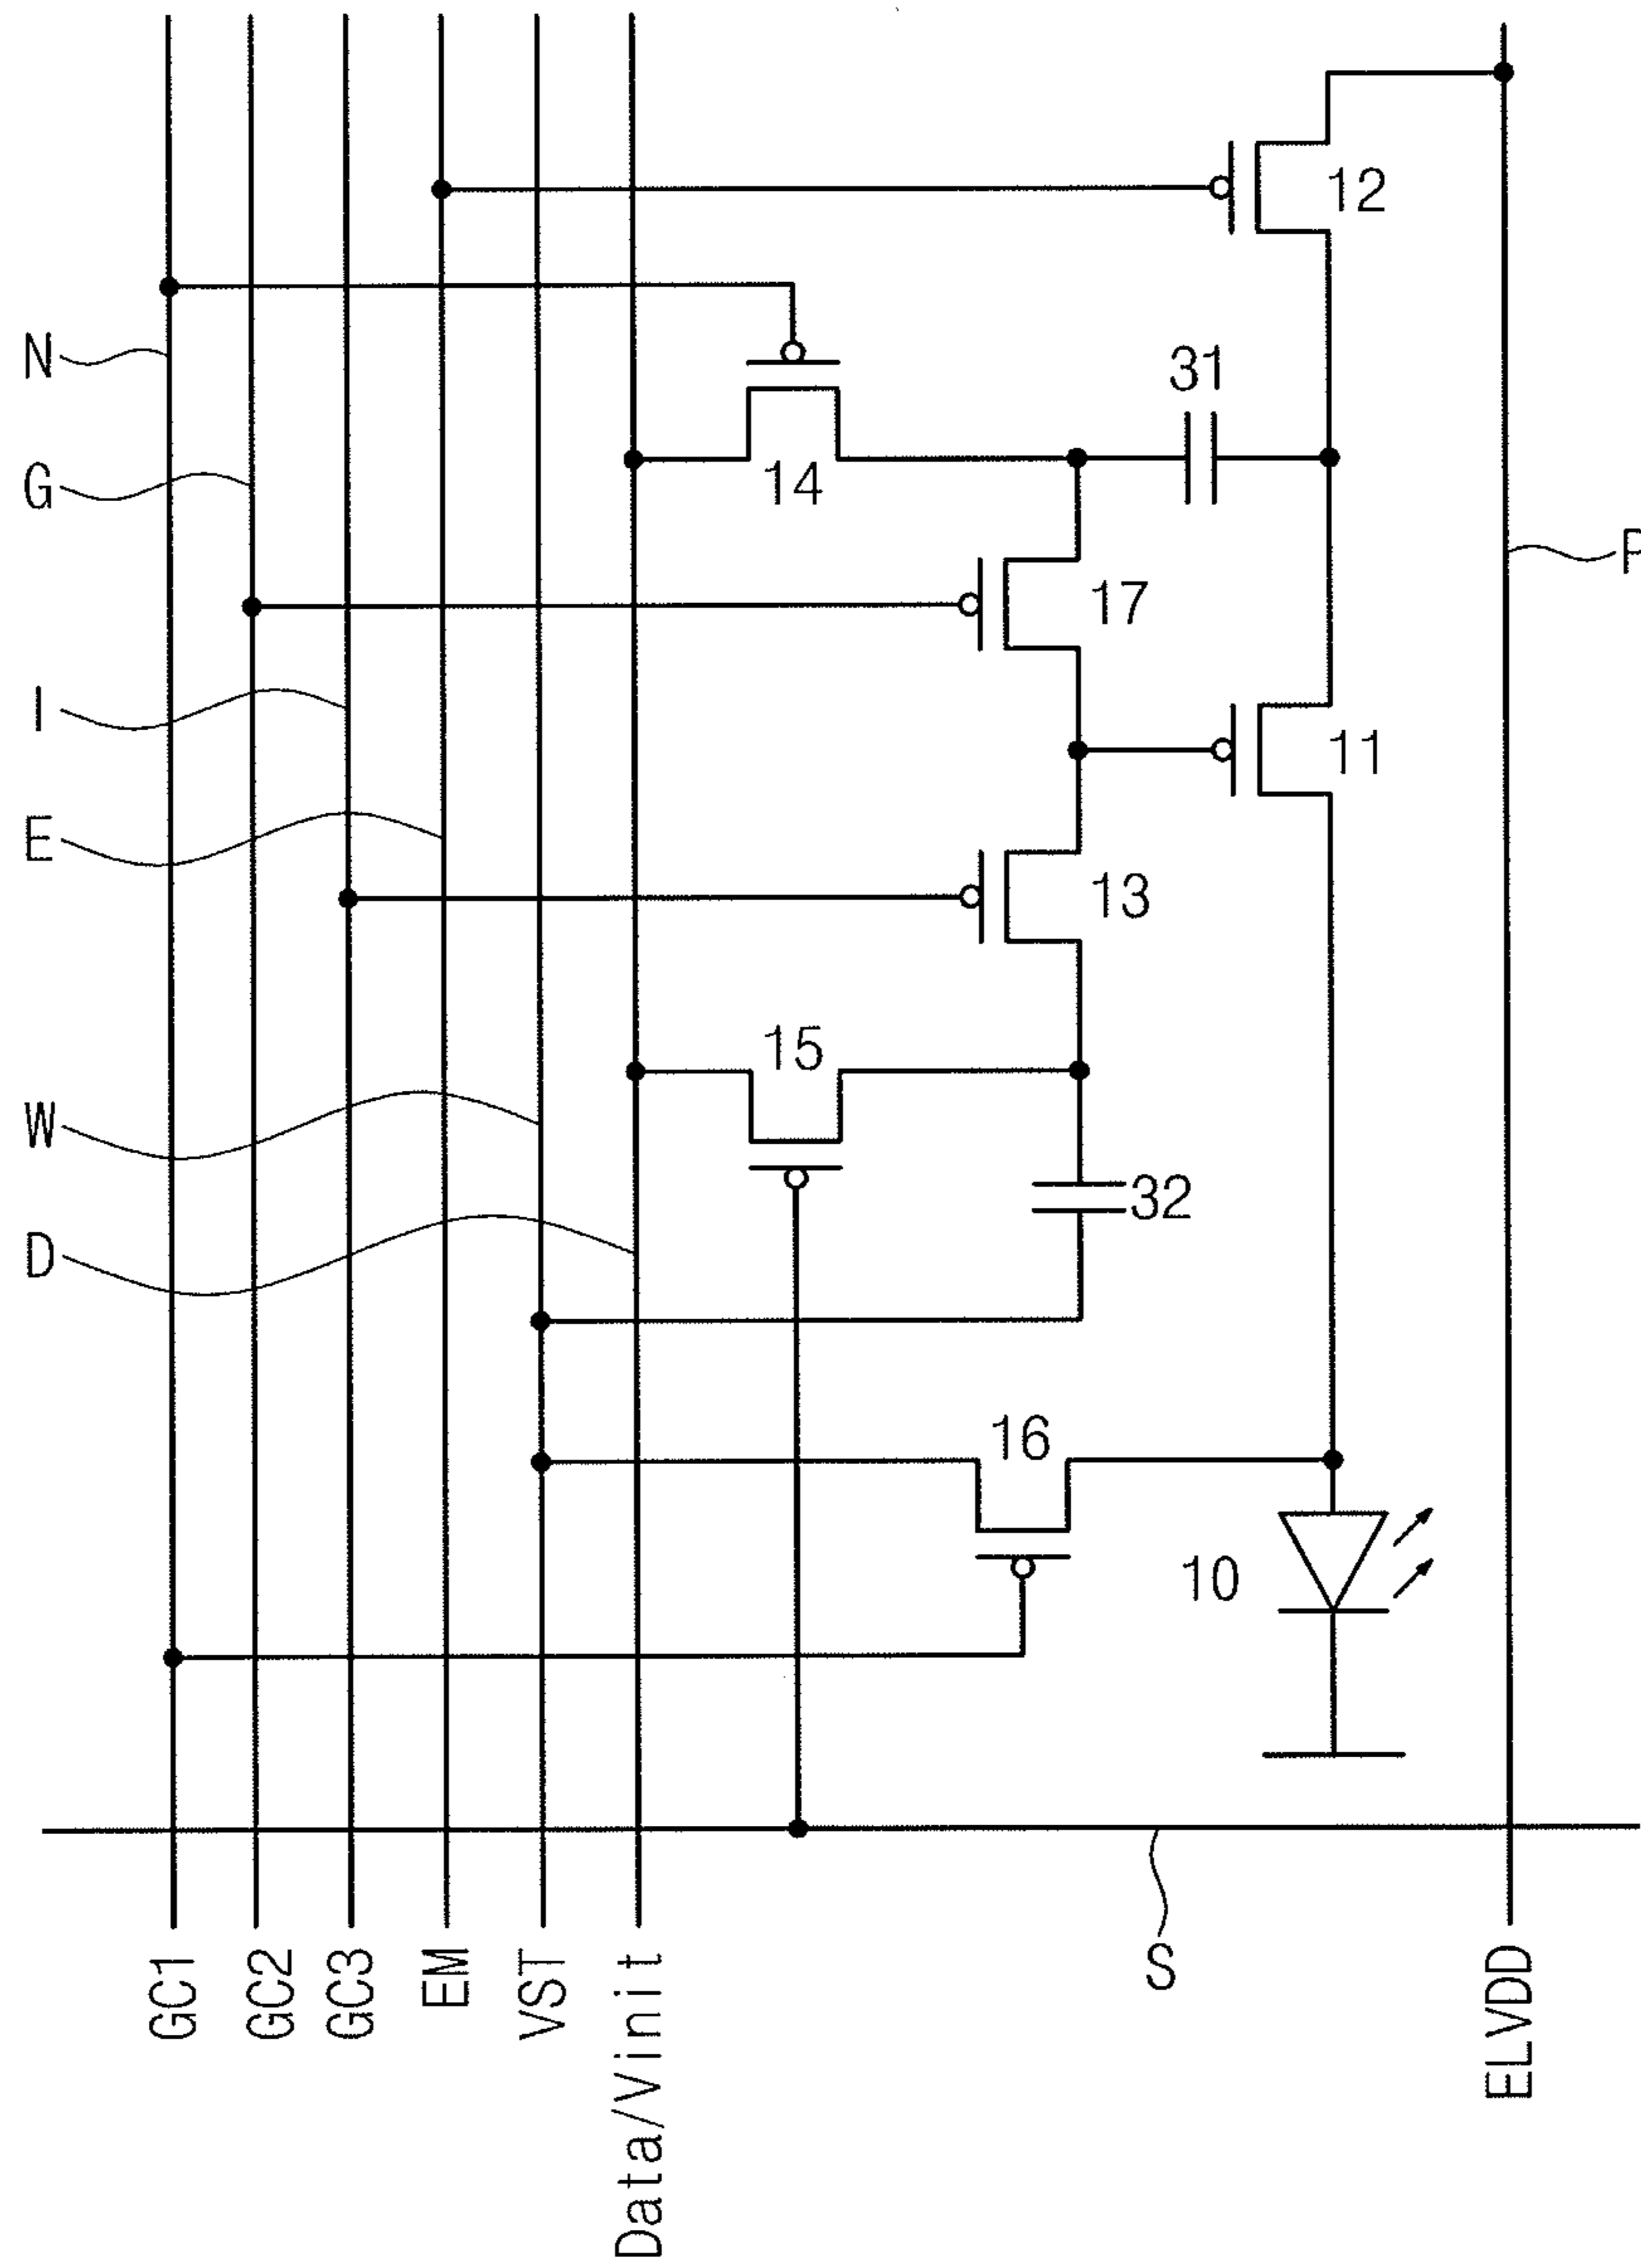 12
N
31
G
14
P
17
I
11
E
13
15
W
32
D
16
10
S
GC1
GC2
GC3
EM
VST
Data/Vinit
ELVDD